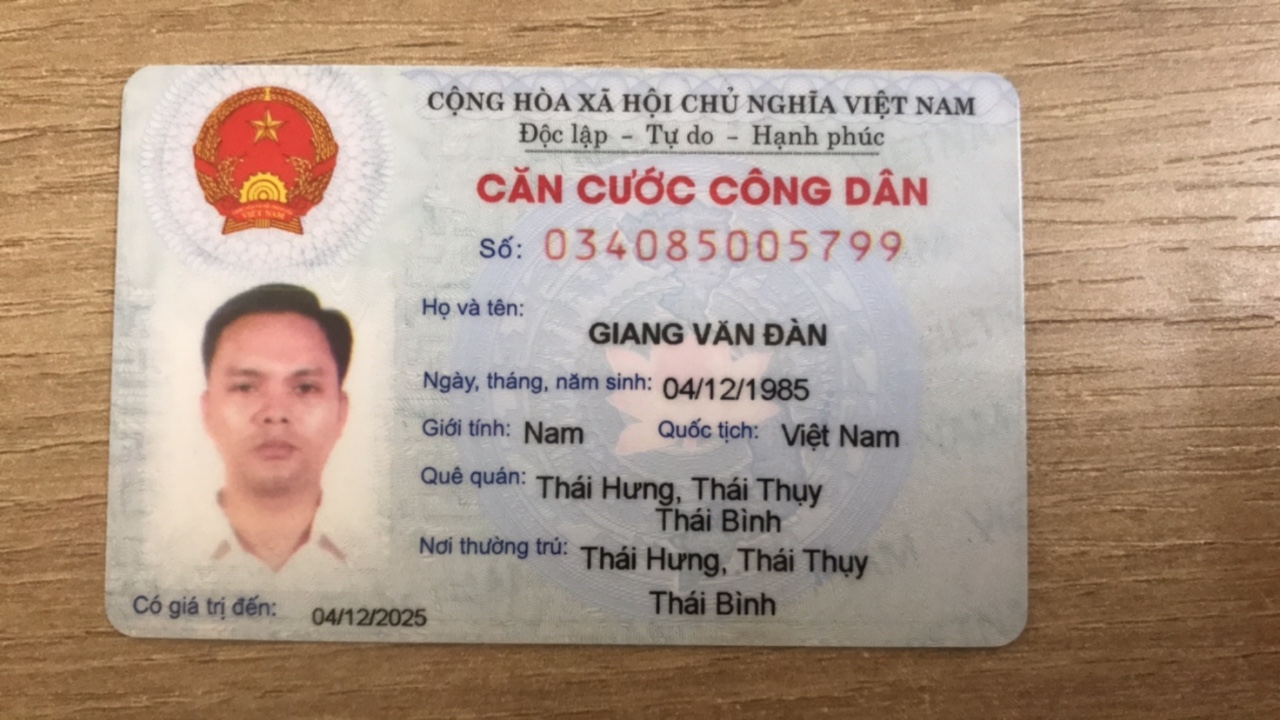 CỘNG HÒA XÃ HỘI CHỦ NGHĨA VIỆT NAM
Độc lập - Tự do - Hạnh phúc
CĂN CƯỚC CÔNG DÂN
Số: 034085005799
Họ và tên:
GIANG VĂN ĐÀN
Ngày, tháng, năm sinh: 04/12/1985
Giới tính: Nam Quốc tịch: Việt Nam
Quê quán: Thái Hưng, Thái Thụy
Thái Bình
Nơi thường trú: Thái Hưng, Thái Thụy
Thái Bình
Có giá trị đến: 04/12/2025
VIỆT NAM